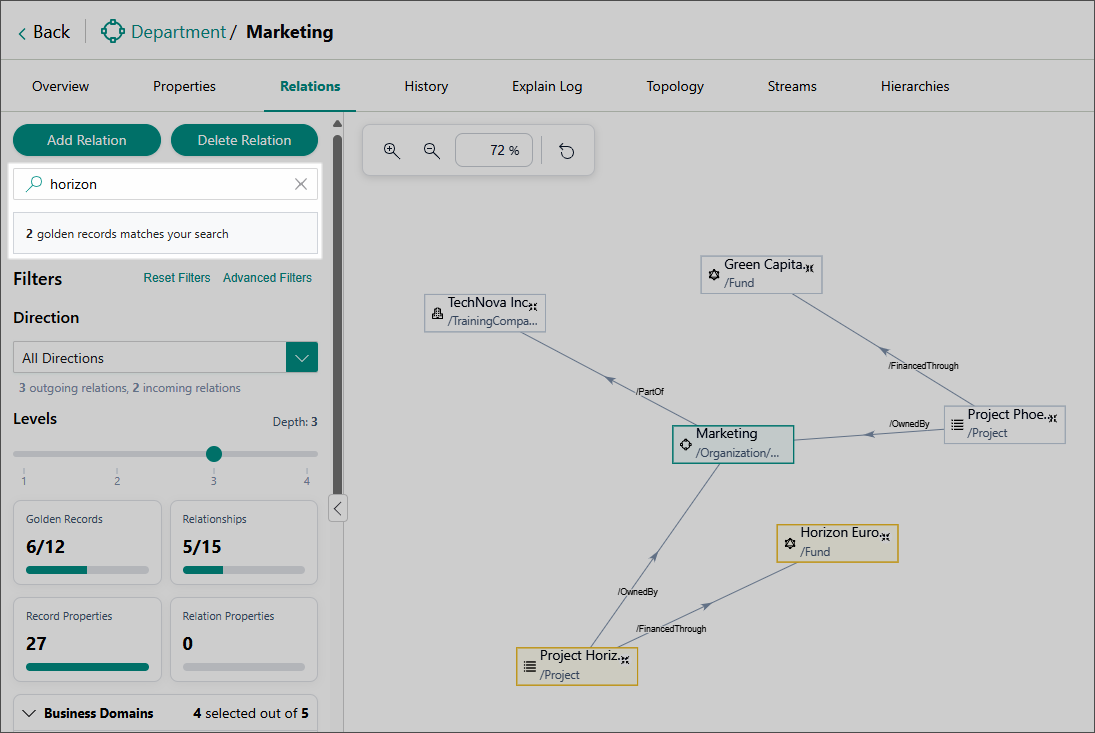 Back
Department / Marketing
Overview
Properties
Relations
History
Explain Log
Topology
Streams
Hierarchies
Add Relation
Delete Relation
horizon
2 golden records matches your search
Filters
Reset Filters
Advanced Filters
Direction
All Directions
3 outgoing relations, 2 incoming relations
Levels
Depth: 3
1 2 3 4
Golden Records
6/12
Relationships
5/15
Record Properties
27
Relation Properties
0
Business Domains
4 selected out of 5
72 %
Green Capita...
/Fund
TechNova Inc...
/TrainingCompa...
/FinancedThrough
/PartOf
Project Phoe...
/Project
/OwnedBy
Marketing
/Organization/...
Horizon Euro...
/Fund
/OwnedBy
/FinancedThrough
Project Horiz...
/Project